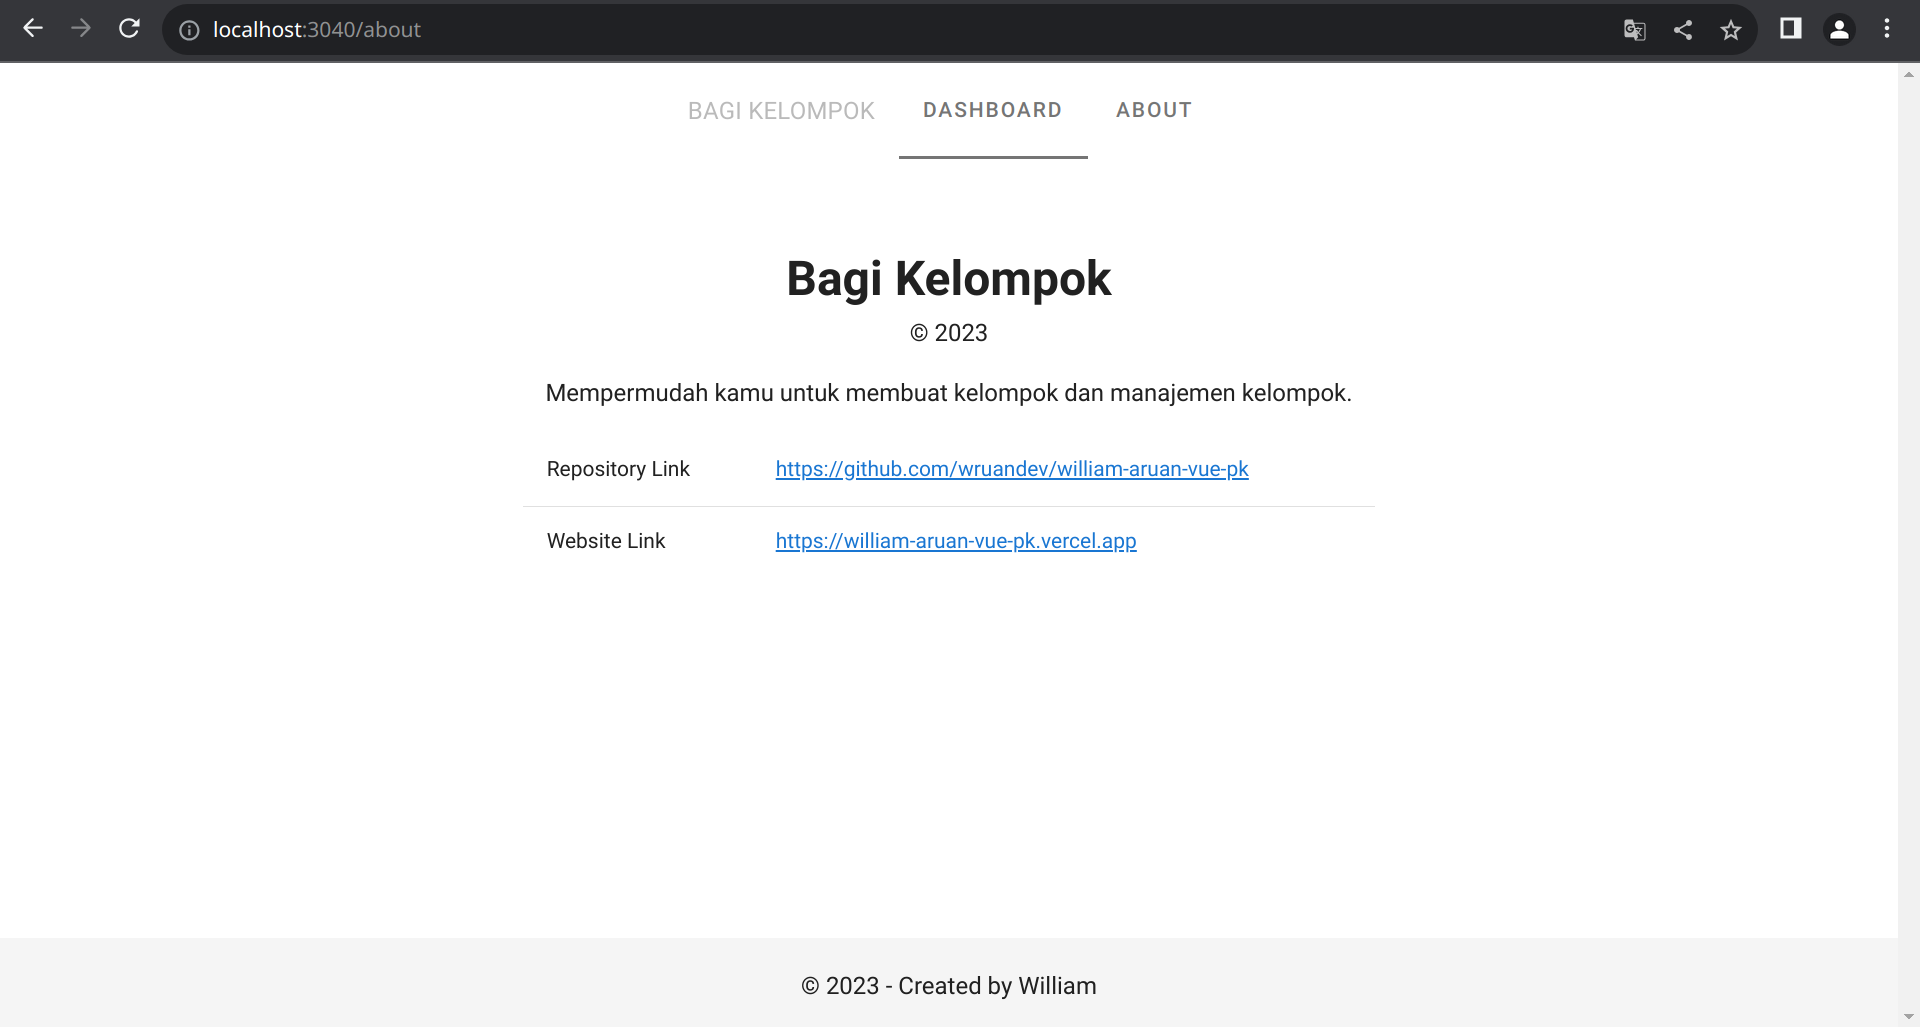 localhost:3040/about
BAGI KELOMPOK DASHBOARD ABOUT
Bagi Kelompok
© 2023
Mempermudah kamu untuk membuat kelompok dan manajemen kelompok.
Repository Link https://github.com/wruandev/william-aruan-vue-pk
Website Link https://william-aruan-vue-pk.vercel.app
© 2023 - Created by William